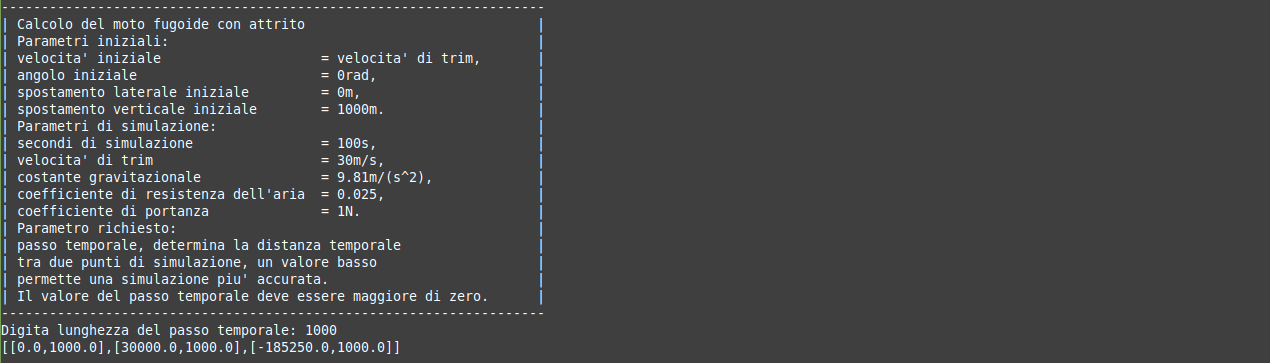 --------------------------------------------------------------------
| Calcolo del moto fugoide con attrito                             |
| Parametri iniziali:                                              |
| velocita' iniziale                    = velocita' di trim,       |
| angolo iniziale                       = 0rad,                    |
| spostamento laterale iniziale         = 0m,                      |
| spostamento verticale iniziale        = 1000m.                   |
| Parametri di simulazione:                                        |
| secondi di simulazione                = 100s,                    |
| velocita' di trim                     = 30m/s,                   |
| costante gravitazionale               = 9.81m/(s^2),             |
| coefficiente di resistenza dell'aria  = 0.025,                   |
| coefficiente di portanza              = 1N.                      |
| Parametro richiesto:                                             |
| passo temporale, determina la distanza temporale                 |
| tra due punti di simulazione, un valore basso                    |
| permette una simulazione piu' accurata.                          |
| Il valore del passo temporale deve essere maggiore di zero.      |
--------------------------------------------------------------------
Digita lunghezza del passo temporale: 1000
[[0.0,1000.0],[30000.0,1000.0],[-185250.0,1000.0]]